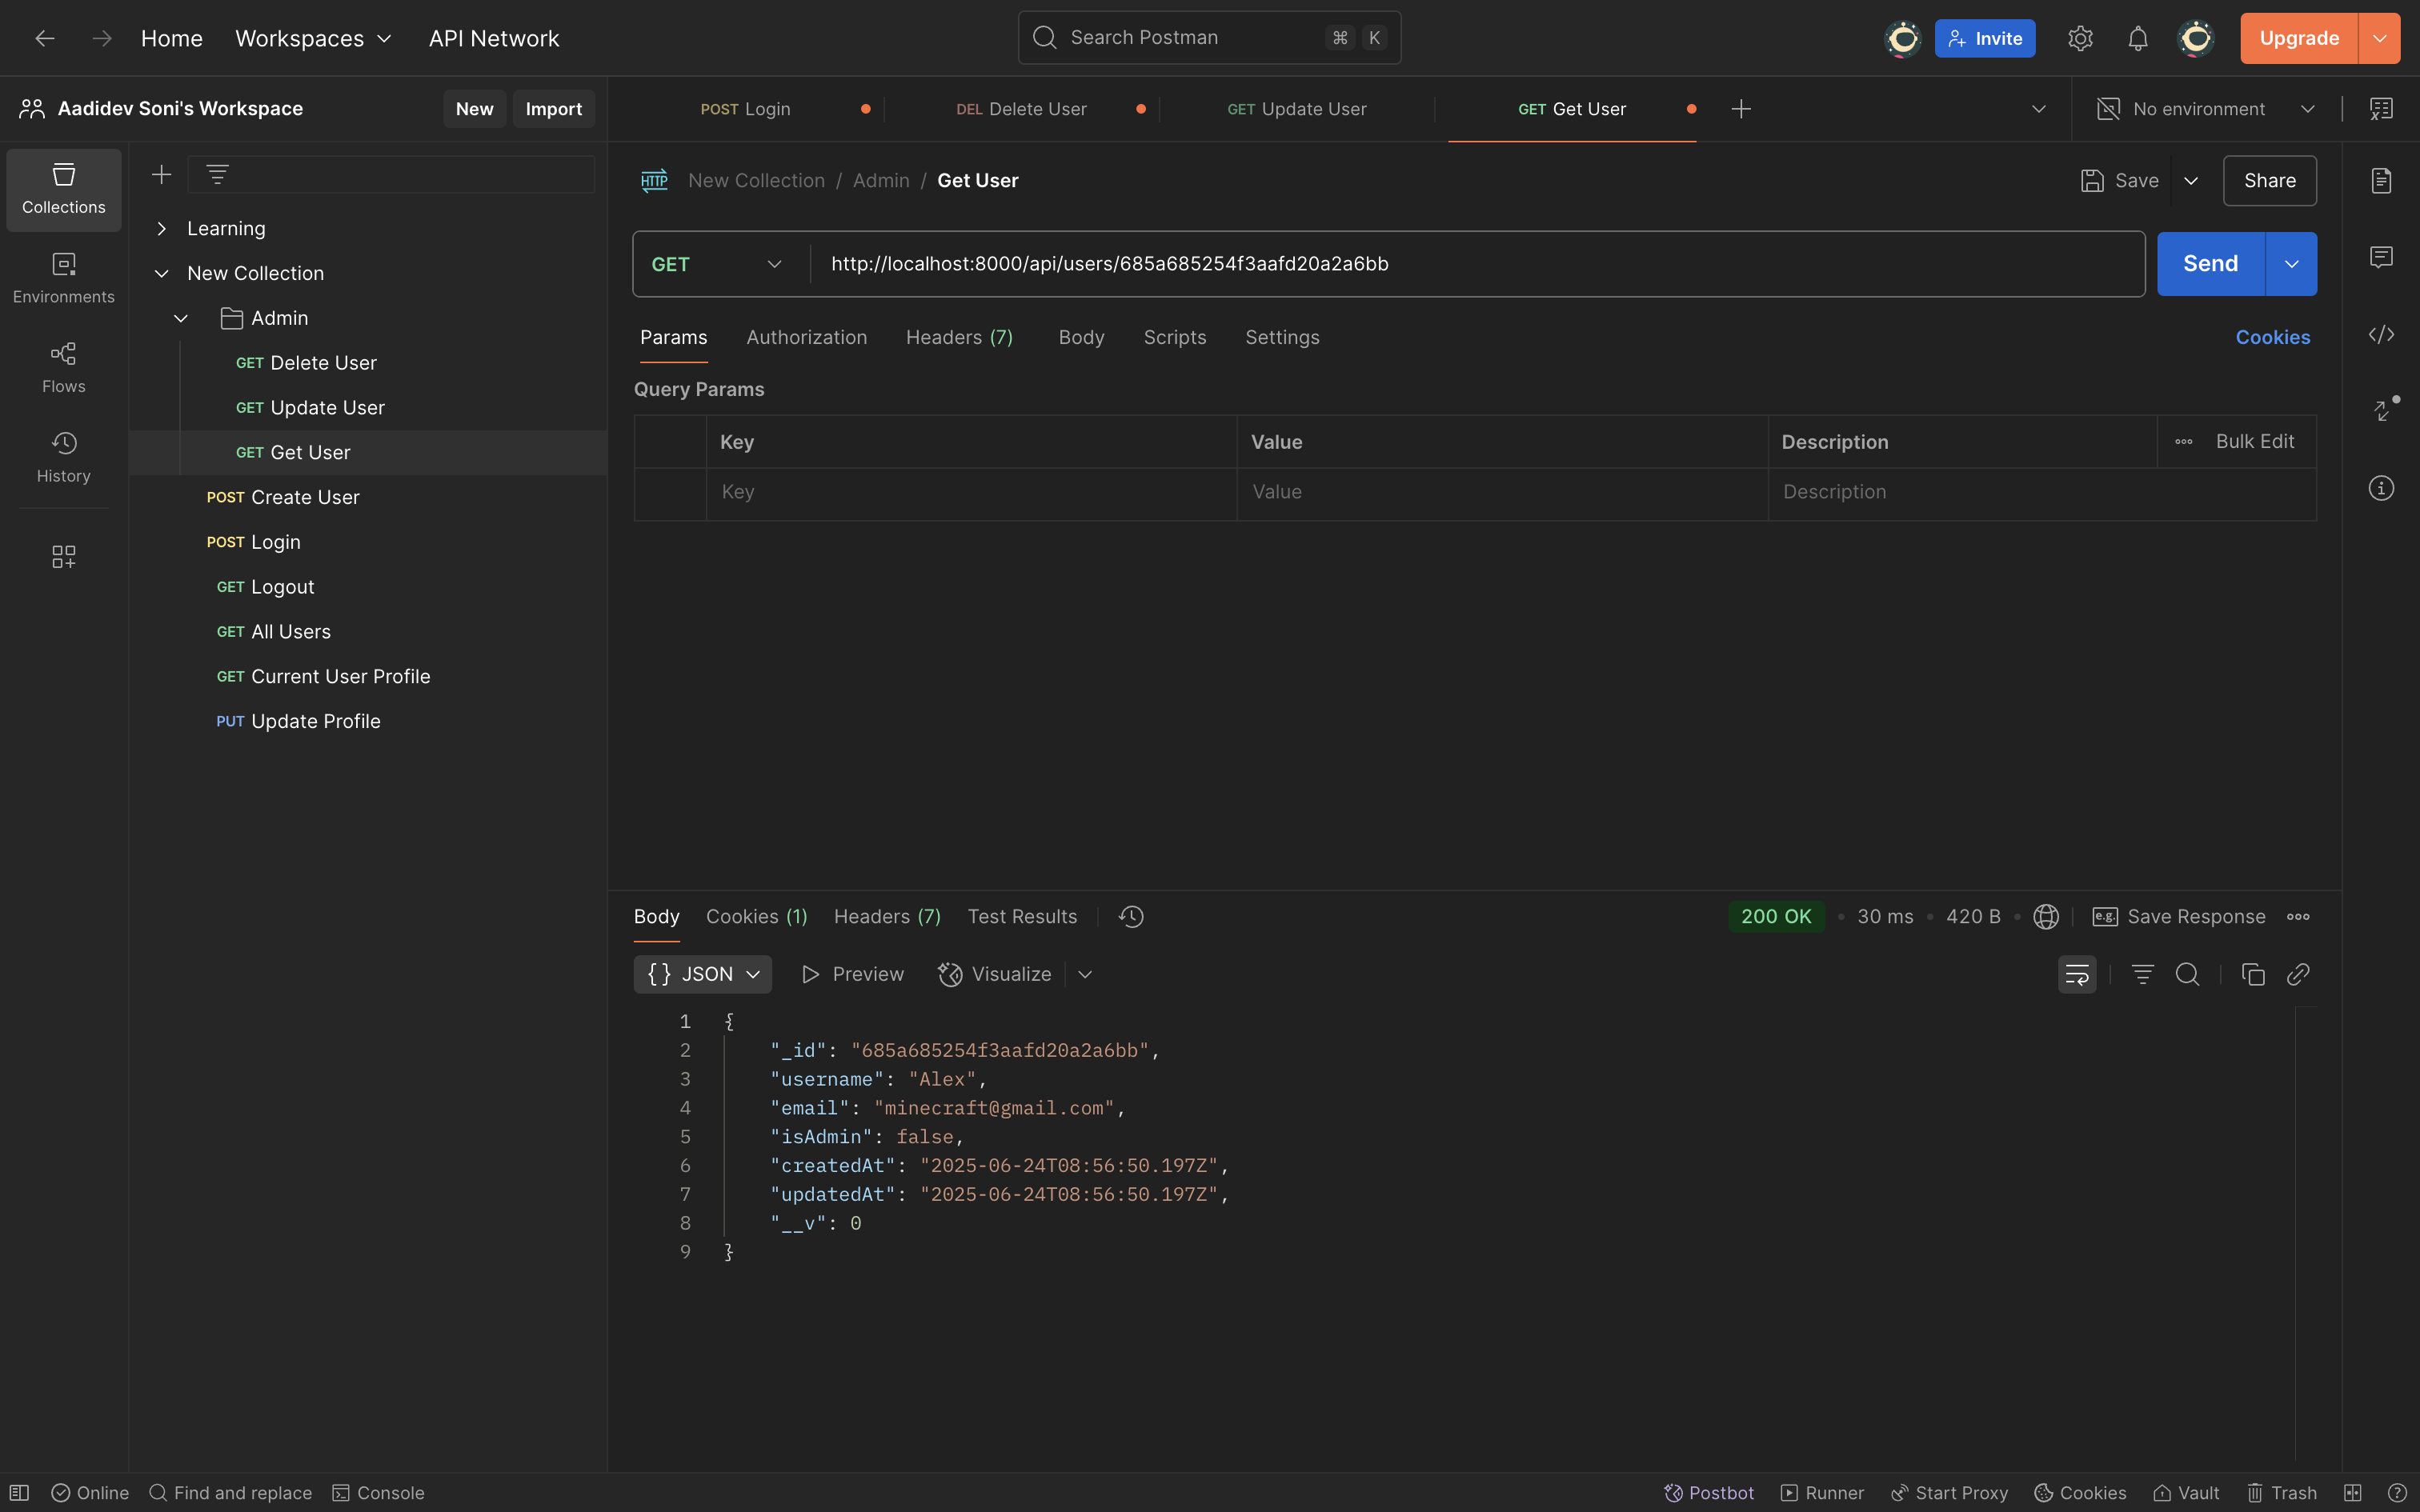 Home Workspaces API Network Search Postman ⌘ K Invite Upgrade
Aadidev Soni's Workspace New Import
POST Login DEL Delete User GET Update User GET Get User No environment
Collections
Environments
Flows
History
Learning
New Collection
Admin
GET Delete User
GET Update User
GET Get User
POST Create User
POST Login
GET Logout
GET All Users
GET Current User Profile
PUT Update Profile
HTTP New Collection / Admin / Get User Save Share
GET http://localhost:8000/api/users/685a685254f3aafd20a2a6bb Send
Params Authorization Headers (7) Body Scripts Settings Cookies
Query Params
Key Value Description Bulk Edit
Key Value Description
Body Cookies (1) Headers (7) Test Results 200 OK • 30 ms • 420 B • e.g. Save Response
{} JSON Preview Visualize
1 {
2 "_id": "685a685254f3aafd20a2a6bb",
3 "username": "Alex",
4 "email": "minecraft@gmail.com",
5 "isAdmin": false,
6 "createdAt": "2025-06-24T08:56:50.197Z",
7 "updatedAt": "2025-06-24T08:56:50.197Z",
8 "__v": 0
9 }
Online Find and replace Console Postbot Runner Start Proxy Cookies Vault Trash